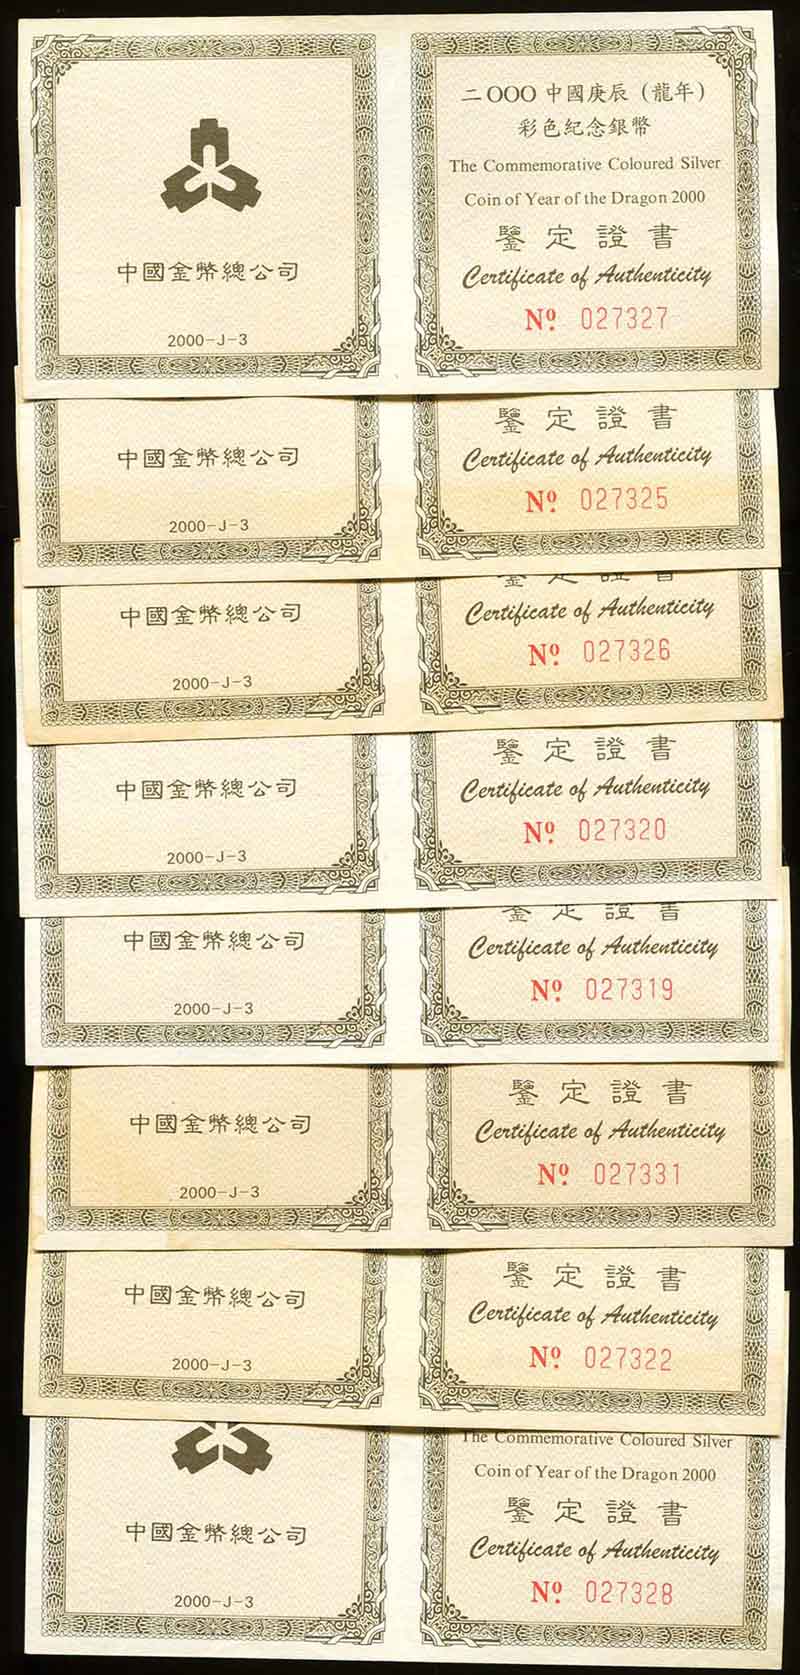 中國金幣總公司
2000-J-3
二OOO 中國庚辰（龍年）
彩色紀念銀幣
The Commemorative Coloured Silver
Coin of Year of the Dragon 2000
鑒定證書
Certificate of Authenticity
Nº 027327
中國金幣總公司
2000-J-3
鑒定證書
Certificate of Authenticity
Nº 027325
中國金幣總公司
2000-J-3
鑒定證書
Certificate of Authenticity
Nº 027326
中國金幣總公司
2000-J-3
鑒定證書
Certificate of Authenticity
Nº 027320
中國金幣總公司
2000-J-3
鑒定證書
Certificate of Authenticity
Nº 027319
中國金幣總公司
2000-J-3
鑒定證書
Certificate of Authenticity
Nº 027331
中國金幣總公司
2000-J-3
鑒定證書
Certificate of Authenticity
Nº 027322
中國金幣總公司
2000-J-3
The Commemorative Coloured Silver
Coin of Year of the Dragon 2000
鑒定證書
Certificate of Authenticity
Nº 027328